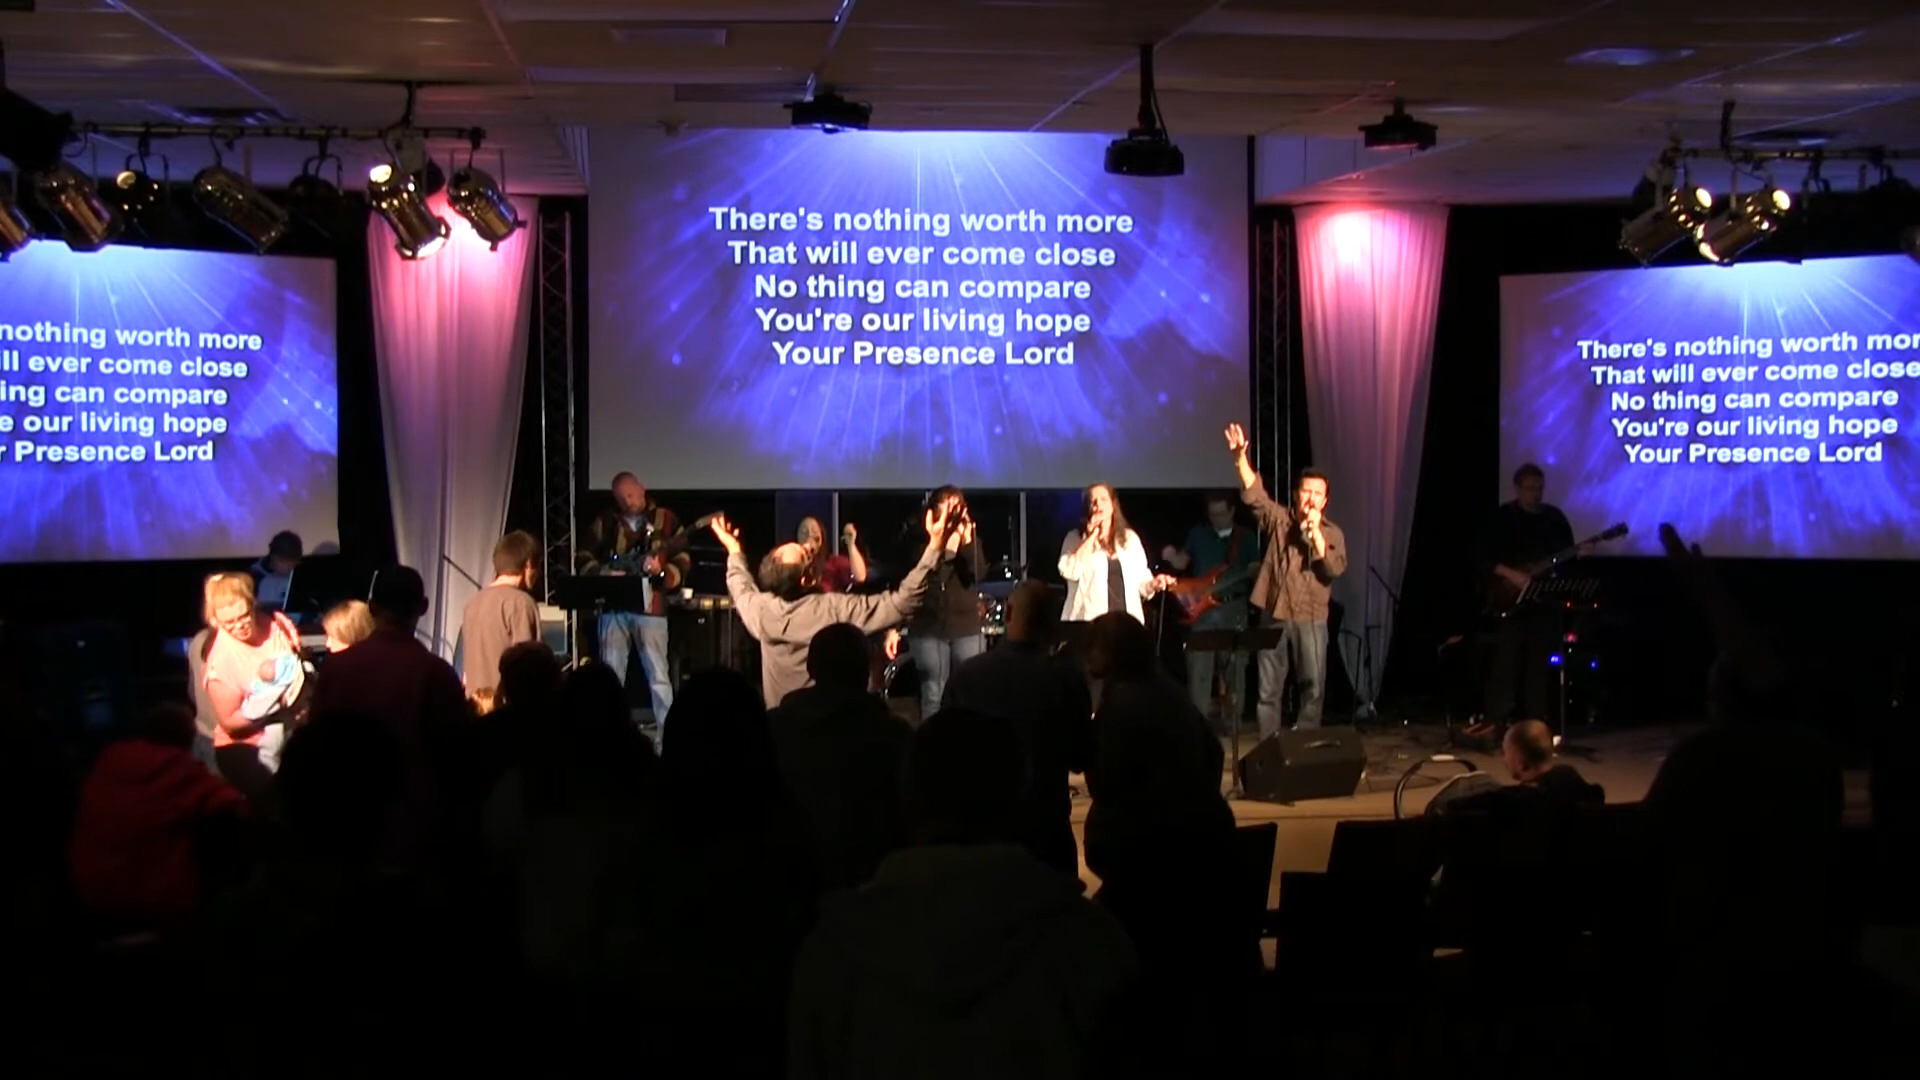 There's nothing worth more
That will ever come close
No thing can compare
You're our living hope
Your Presence Lord
nothing worth more
ill ever come close
ing can compare
e our living hope
r Presence Lord
There's nothing worth mor
That will ever come close
No thing can compare
You're our living hope
Your Presence Lord